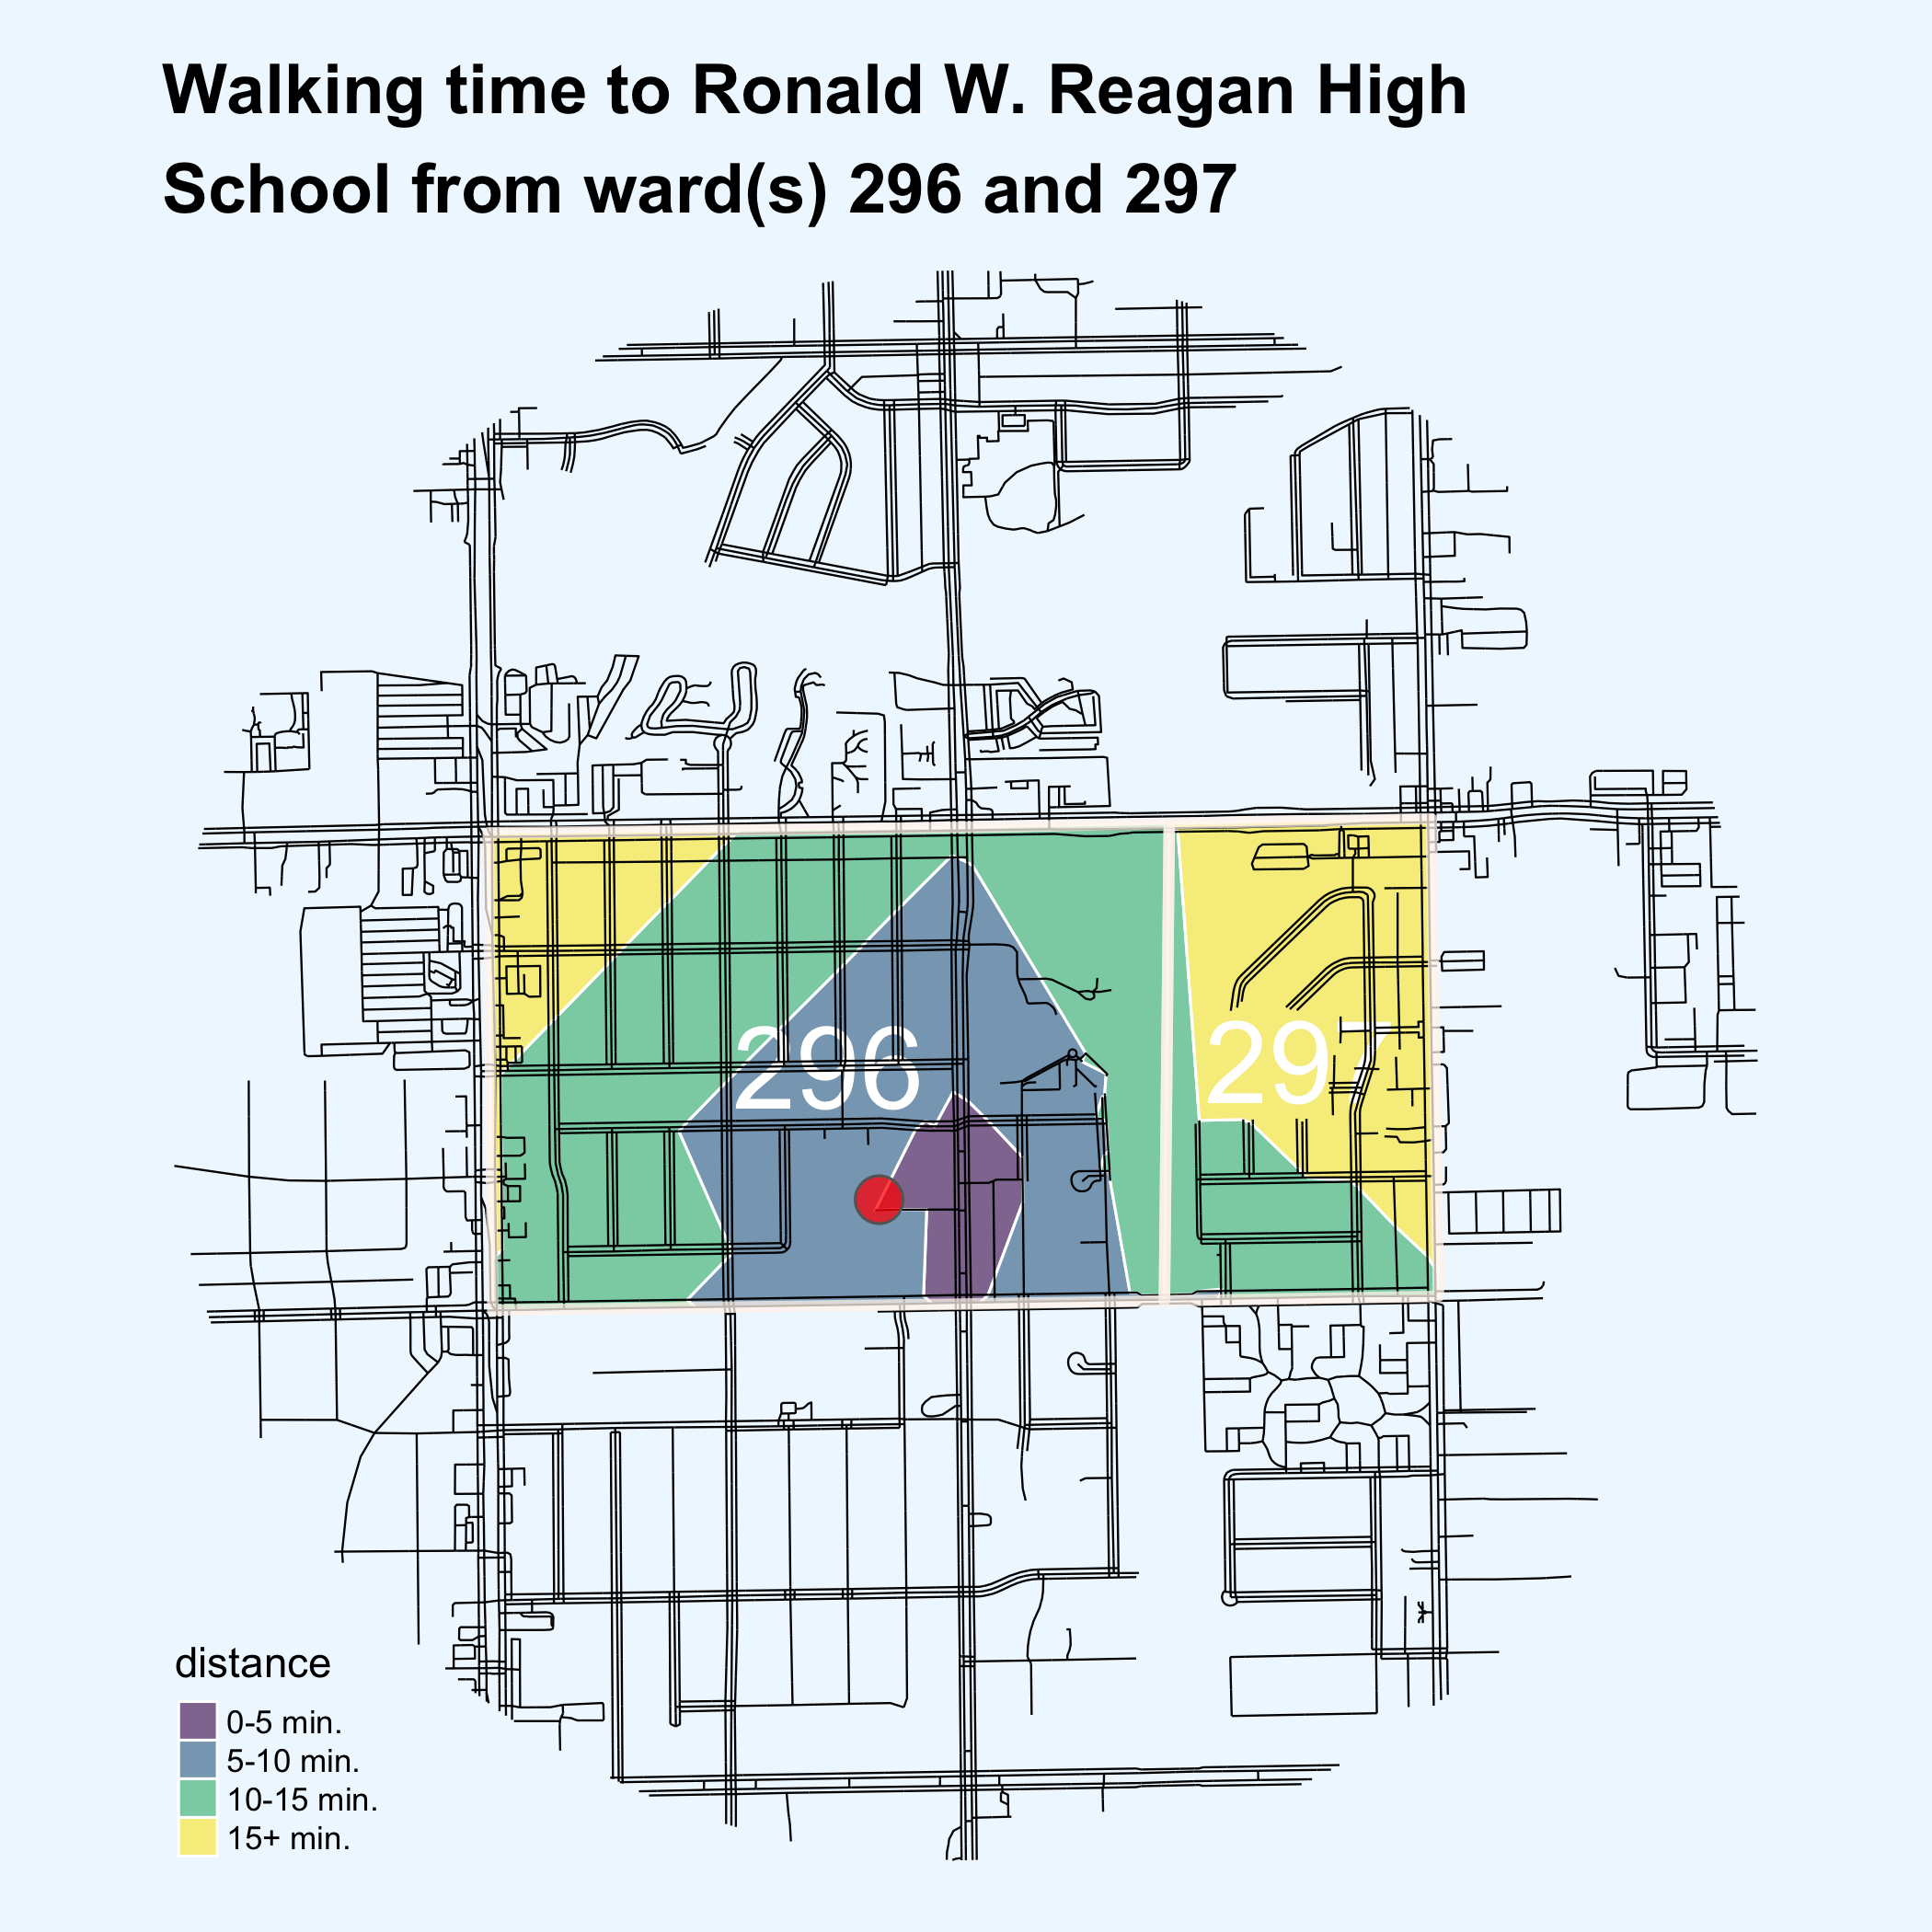 Walking time to Ronald W. Reagan High
School from ward(s) 296 and 297
296
297
distance
0-5 min.
5-10 min.
10-15 min.
15+ min.